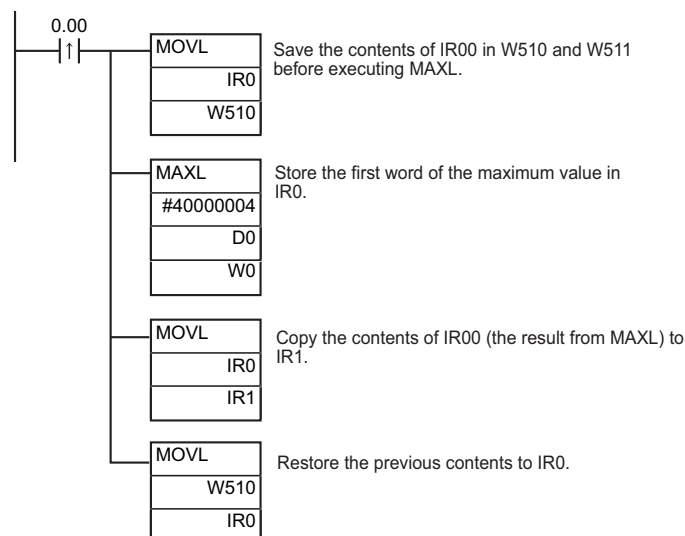 0.00
↑
MOVL
IR0
W510
Save the contents of IR00 in W510 and W511
before executing MAXL.
MAXL
#40000004
D0
W0
Store the first word of the maximum value in
IR0.
MOVL
IR0
IR1
Copy the contents of IR00 (the result from MAXL) to
IR1.
MOVL
W510
IR0
Restore the previous contents to IR0.